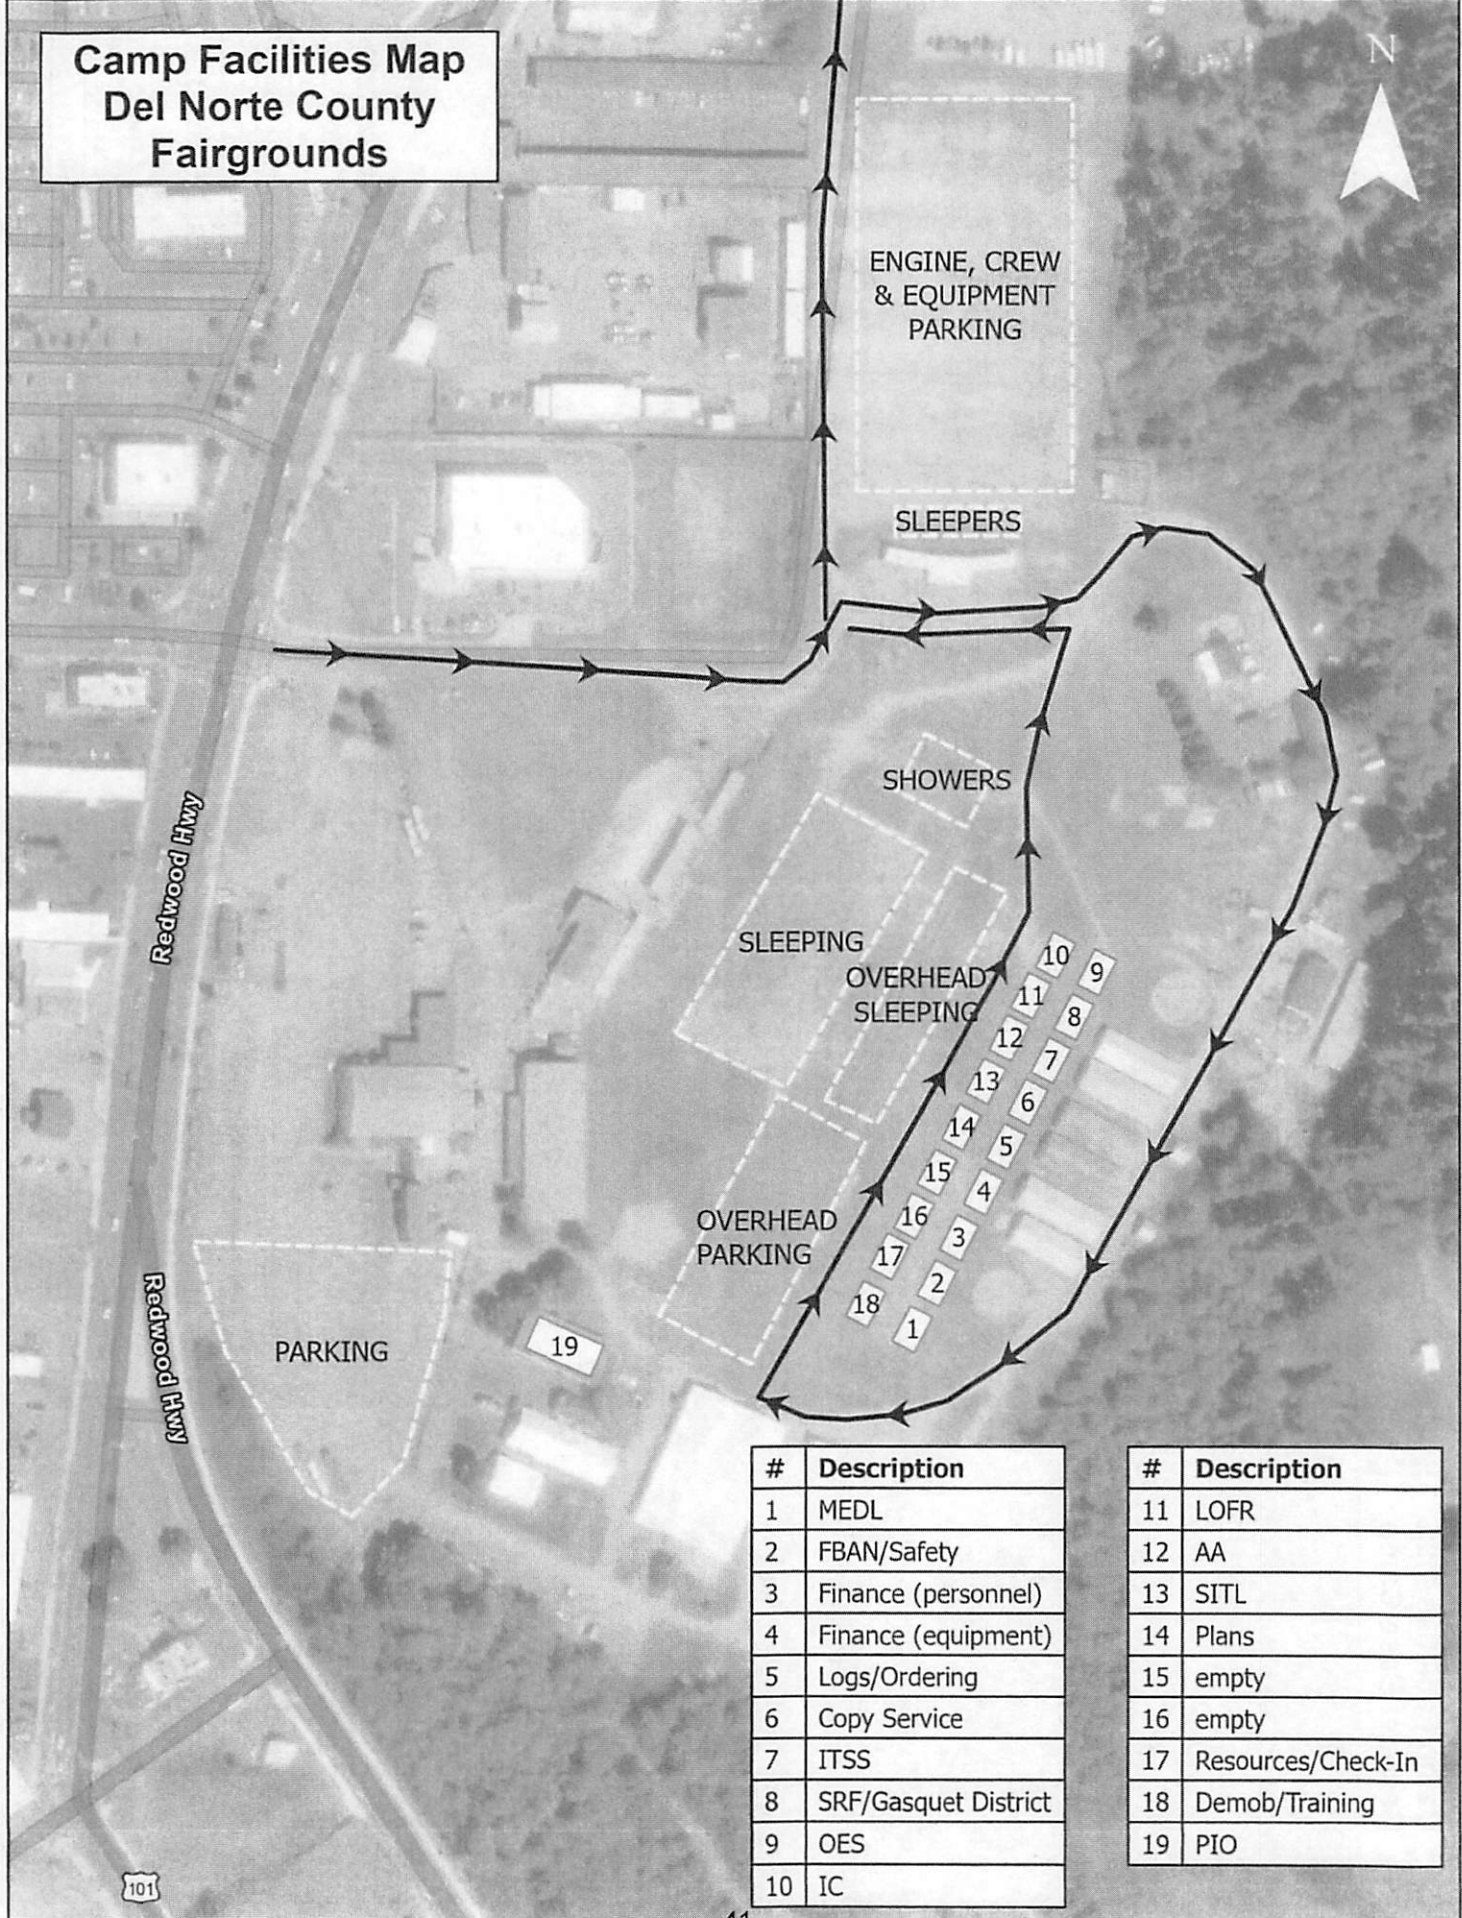 Camp Facilities Map
Del Norte County
Fairgrounds
N
ENGINE, CREW
& EQUIPMENT
PARKING
SLEEPERS
SHOWERS
SLEEPING
OVERHEAD
SLEEPING
Redwood Hwy
10
9
11
8
12
7
13
6
14
5
15
4
16
3
17
2
18
1
OVERHEAD
PARKING
Redwood Hwy
PARKING
19
# Description
1 MEDL
2 FBAN/Safety
3 Finance (personnel)
4 Finance (equipment)
5 Logs/Ordering
6 Copy Service
7 ITSS
8 SRF/Gasquet District
9 OES
10 IC
# Description
11 LOFR
12 AA
13 SITL
14 Plans
15 empty
16 empty
17 Resources/Check-In
18 Demob/Training
19 PIO
101